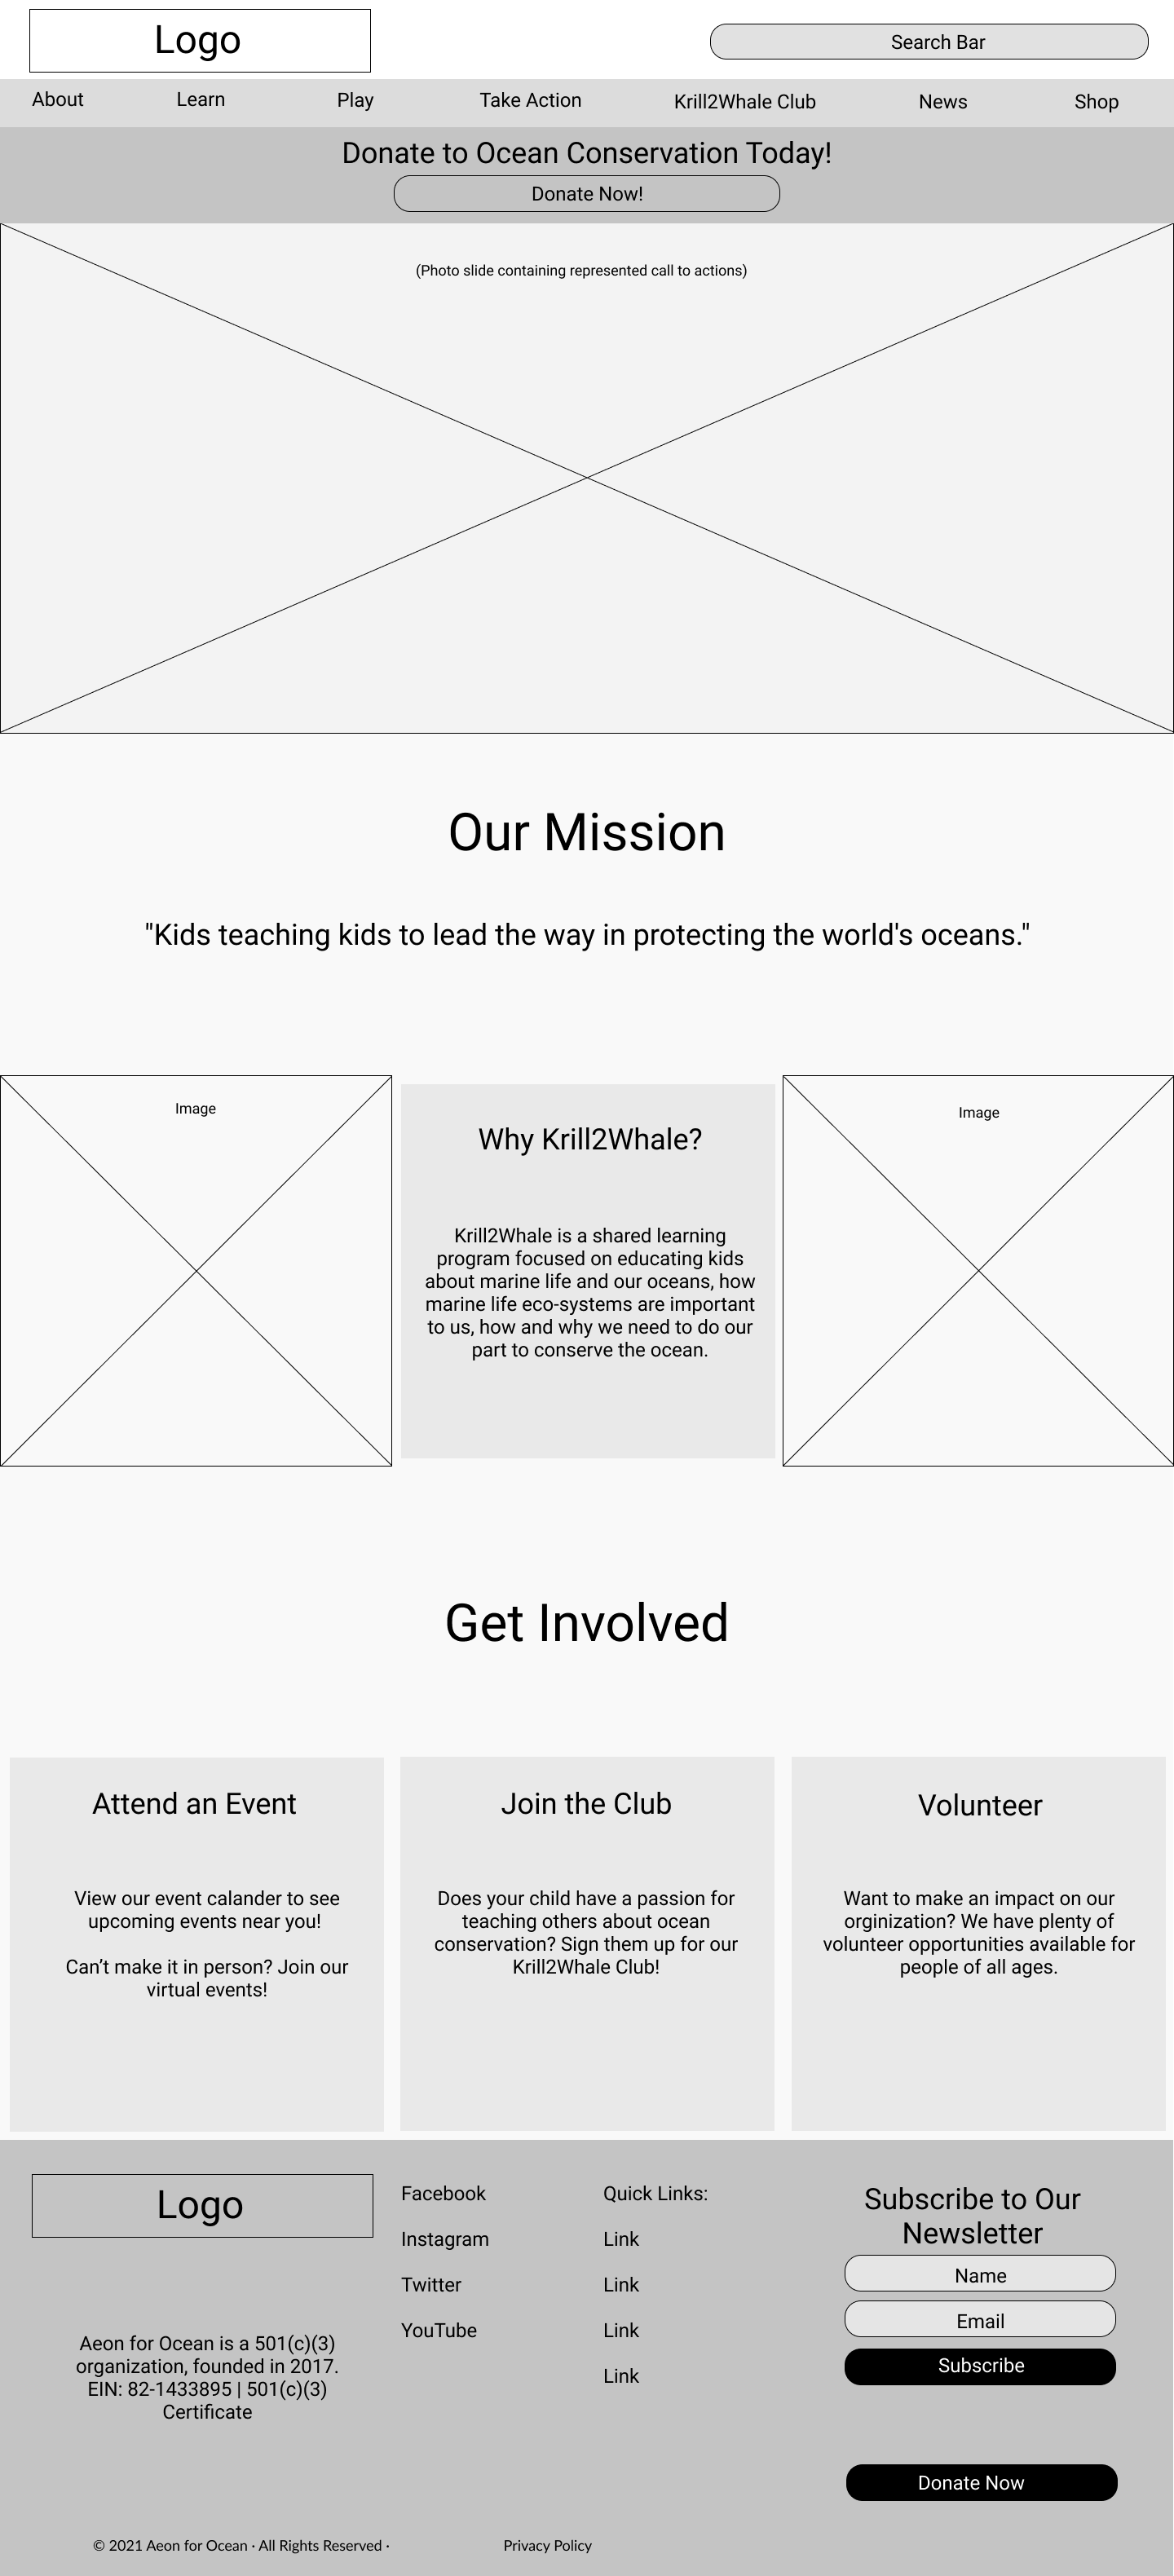 Logo
Search Bar
About
Learn
Play
Take Action
Krill2Whale Club
News
Shop
Donate to Ocean Conservation Today!
Donate Now!
(Photo slide containing represented call to actions)
Our Mission
"Kids teaching kids to lead the way in protecting the world's oceans."
Image
Why Krill2Whale?
Krill2Whale is a shared learning
program focused on educating kids
about marine life and our oceans, how
marine life eco-systems are important
to us, how and why we need to do our
part to conserve the ocean.
Image
Get Involved
Attend an Event
View our event calander to see
upcoming events near you!
Can’t make it in person? Join our
virtual events!
Join the Club
Does your child have a passion for
teaching others about ocean
conservation? Sign them up for our
Krill2Whale Club!
Volunteer
Want to make an impact on our
orginization? We have plenty of
volunteer opportunities available for
people of all ages.
Logo
Aeon for Ocean is a 501(c)(3)
organization, founded in 2017.
EIN: 82-1433895 | 501(c)(3)
Certificate
Facebook
Instagram
Twitter
YouTube
Quick Links:
Link
Link
Link
Link
Subscribe to Our
Newsletter
Name
Email
Subscribe
Donate Now
© 2021 Aeon for Ocean · All Rights Reserved ·
Privacy Policy